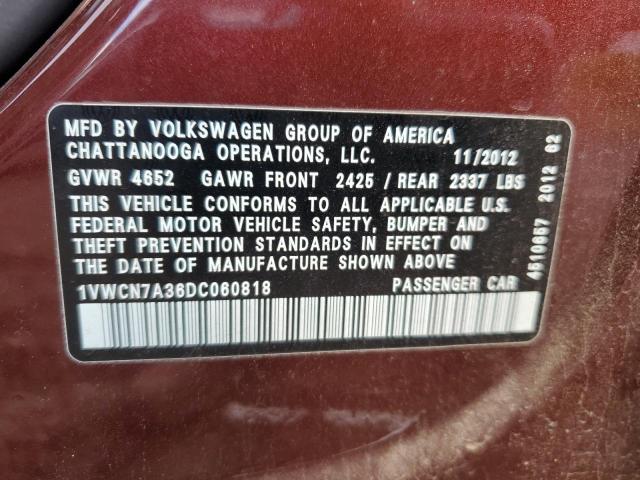 MFD BY VOLKSWAGEN GROUP OF AMERICA
CHATTANOOGA OPERATIONS, LLC. 11/2012
GVWR 4652 GAWR FRONT 2425 / REAR 2337 LBS
THIS VEHICLE CONFORMS TO ALL APPLICABLE U.S.
FEDERAL MOTOR VEHICLE SAFETY, BUMPER AND
THEFT PREVENTION STANDARDS IN EFFECT ON
THE DATE OF MANUFACTURE SHOWN ABOVE
1VWCN7A36DC060818 PASSENGER CAR
4510657 2012 02